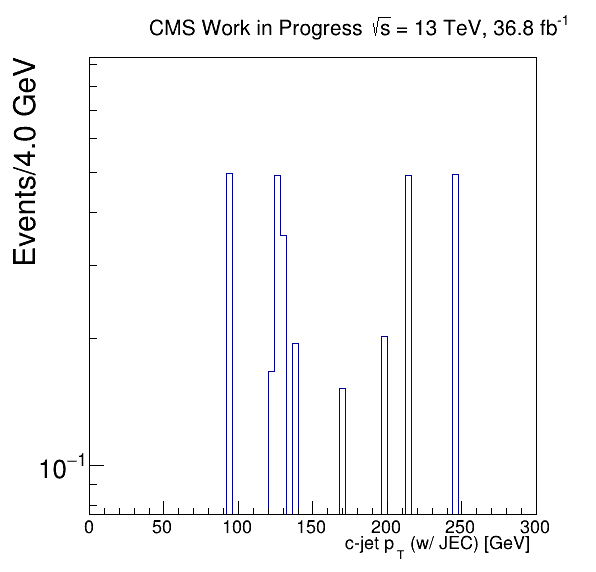 CMS Work in Progress √s = 13 TeV, 36.8 fb⁻¹
Events/4.0 GeV
10⁻¹
0 50 100 150 200 250 300
c-jet p_T (w/ JEC) [GeV]